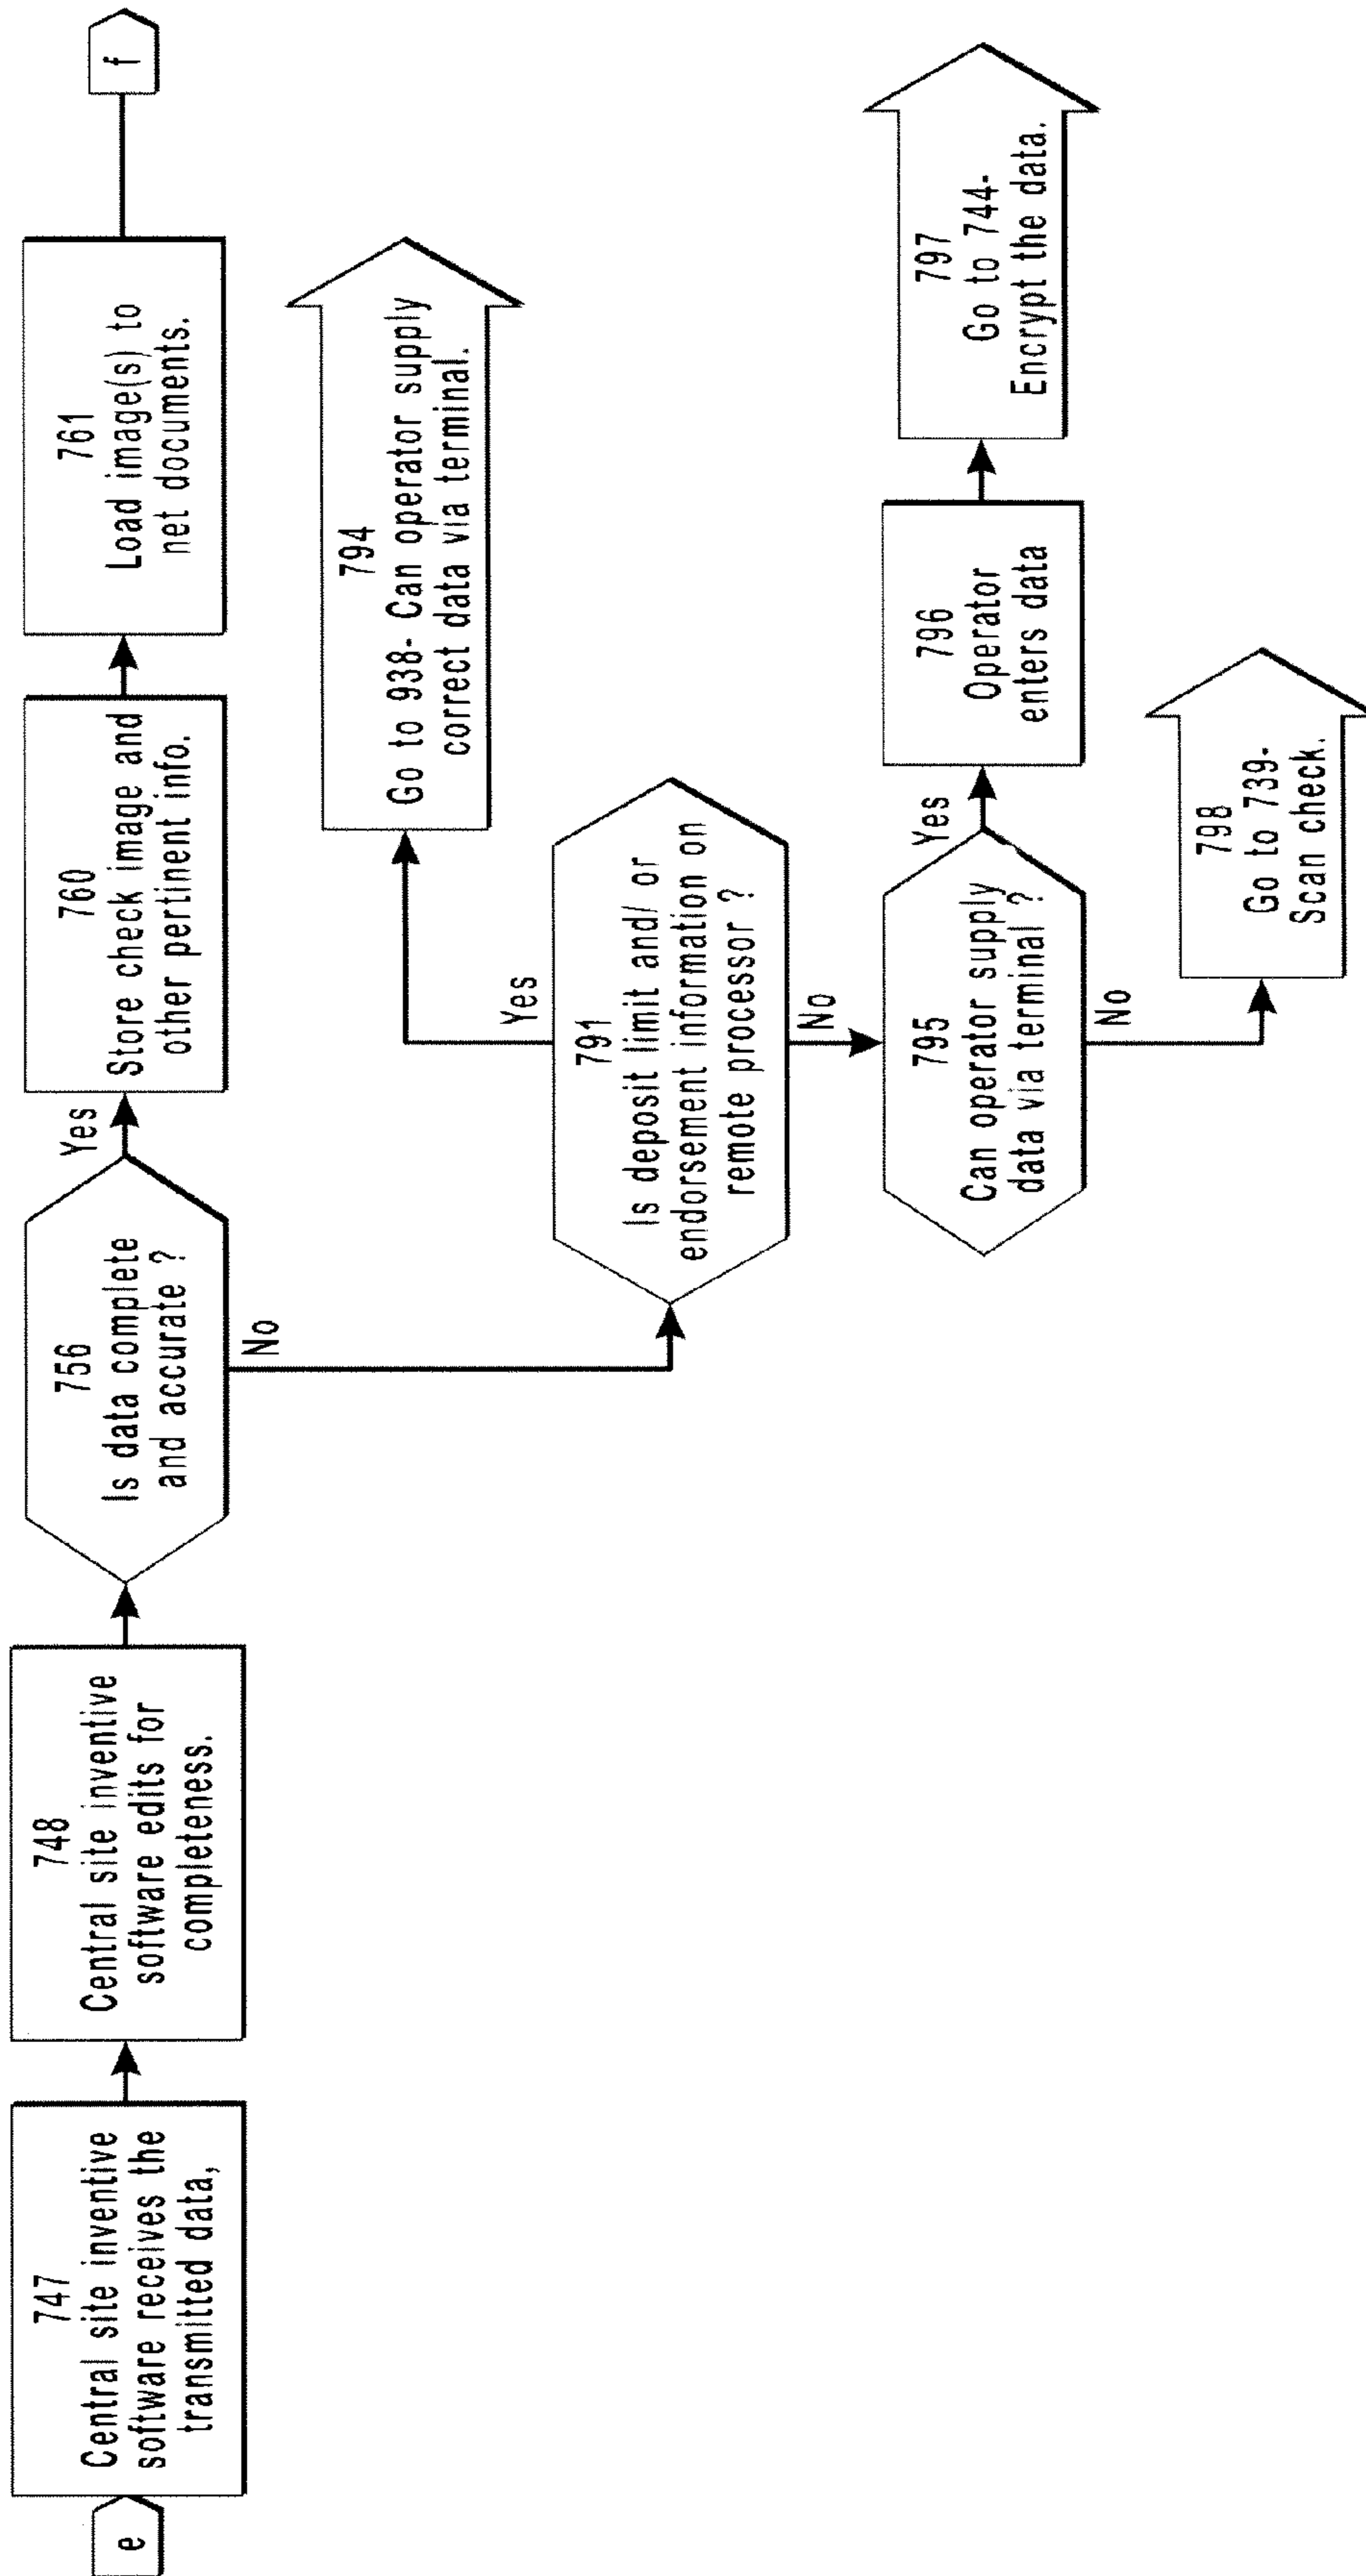 e
747
Central site inventive
software receives the
transmitted data,
748
Central site inventive
software edits for
completeness.
756
Is data complete
and accurate ?
Yes
No
760
Store check image and
other pertinent info.
761
Load image(s) to
net documents.
f
791
Is deposit limit and/ or
endorsement information on
remote processor ?
Yes
No
794
Go to 938- Can operator supply
correct data via terminal.
795
Can operator supply
data via terminal ?
Yes
No
796
Operator
enters data
797
Go to 744-
Encrypt the data.
798
Go to 739-
Scan check.